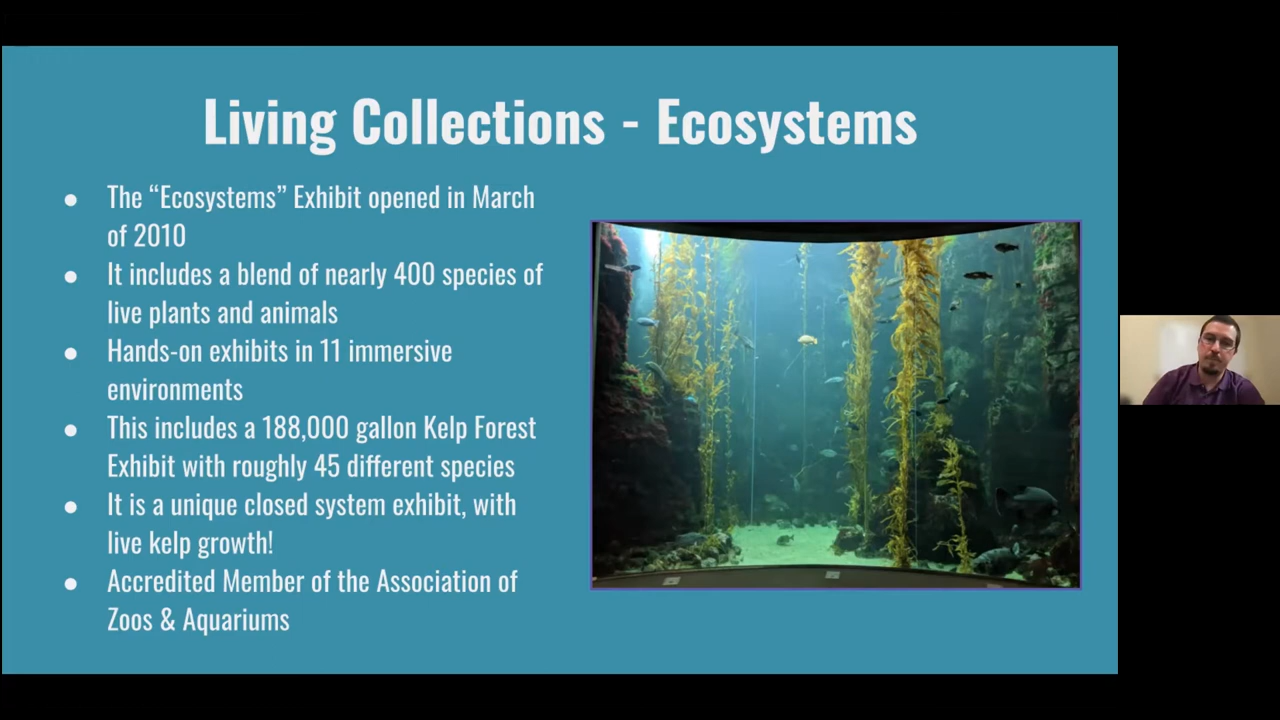 Living Collections - Ecosystems
● The “Ecosystems” Exhibit opened in March
of 2010
● It includes a blend of nearly 400 species of
live plants and animals
● Hands-on exhibits in 11 immersive
environments
● This includes a 188,000 gallon Kelp Forest
Exhibit with roughly 45 different species
● It is a unique closed system exhibit, with
live kelp growth!
● Accredited Member of the Association of
Zoos & Aquariums